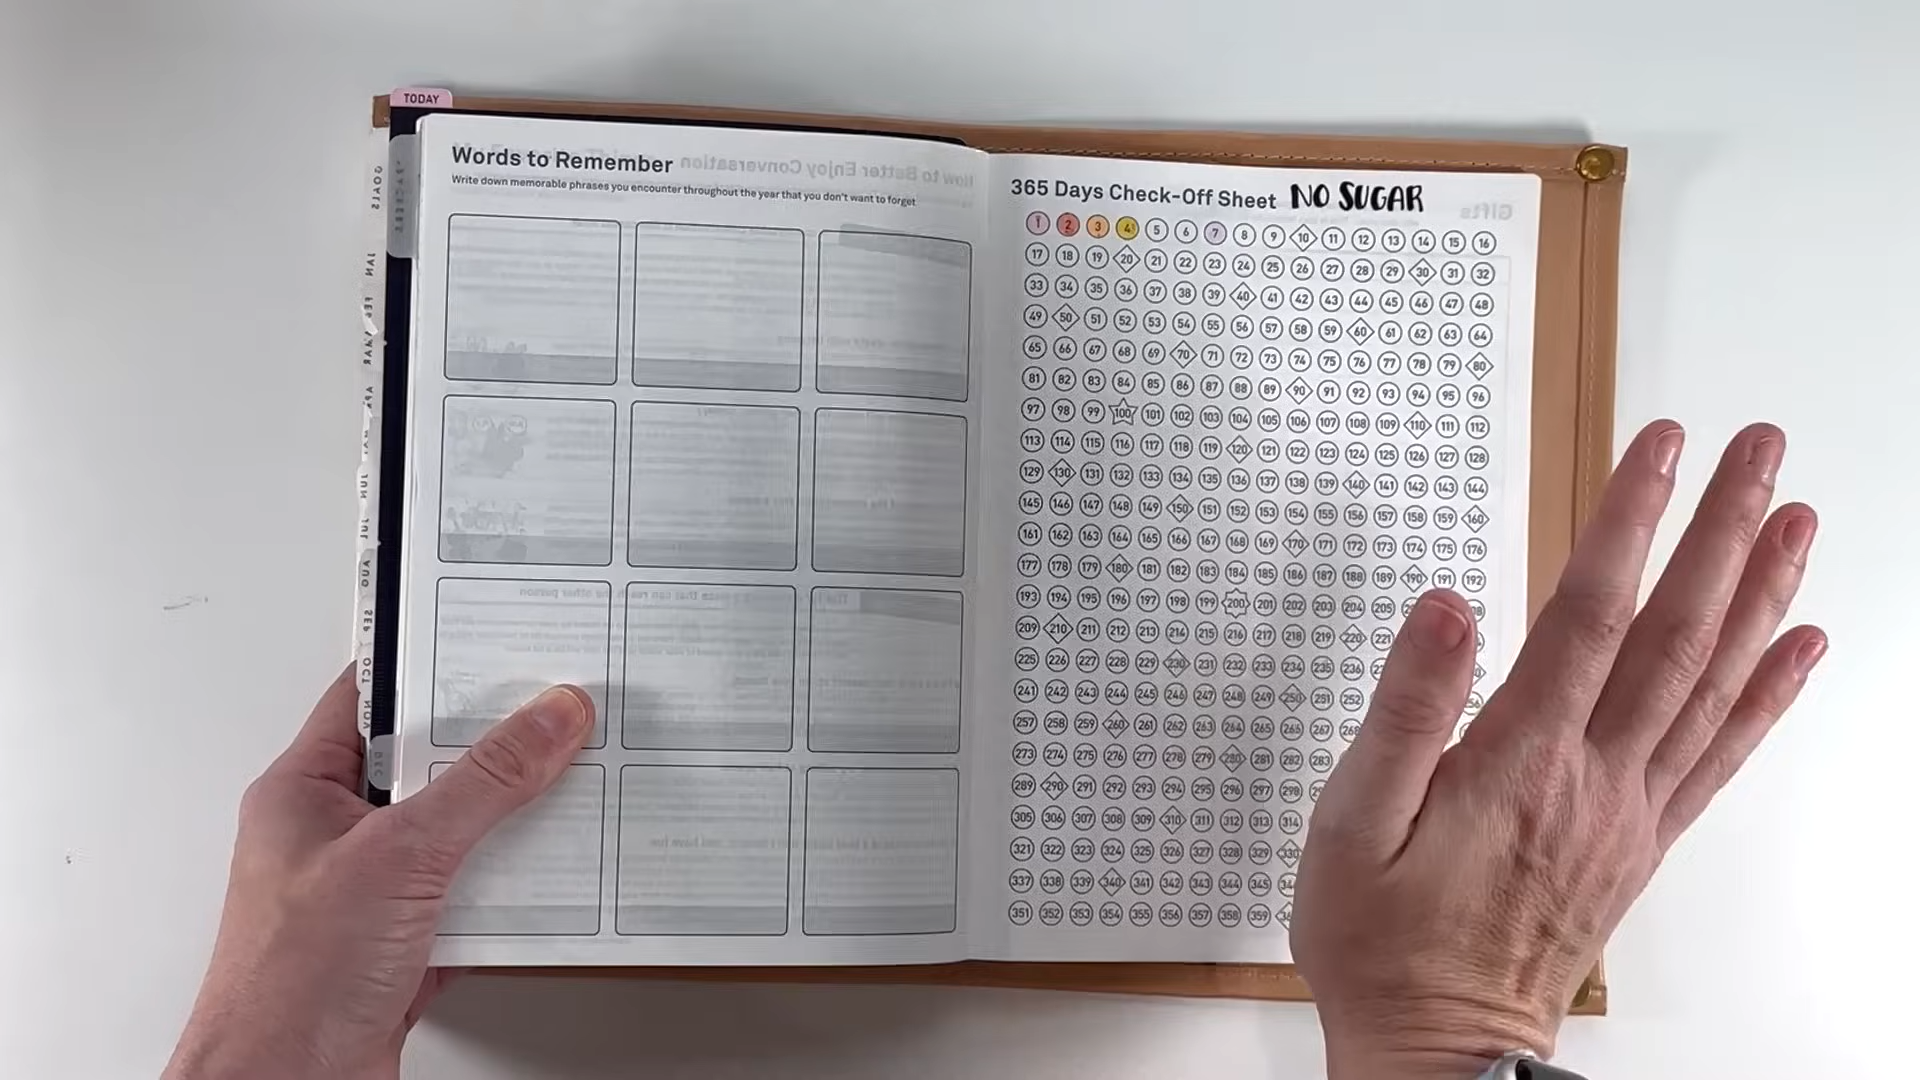 TODAY
Words to Remember
Write down memorable phrases you encounter throughout the year that you don't want to forget
365 Days Check-Off Sheet NO SUGAR
1 2 3 4 5 6 7 8 9 10 11 12 13 14 15 16
17 18 19 20 21 22 23 24 25 26 27 28 29 30 31 32
33 34 35 36 37 38 39 40 41 42 43 44 45 46 47 48
49 50 51 52 53 54 55 56 57 58 59 60 61 62 63 64
65 66 67 68 69 70 71 72 73 74 75 76 77 78 79 80
81 82 83 84 85 86 87 88 89 90 91 92 93 94 95 96
97 98 99 100 101 102 103 104 105 106 107 108 109 110 111 112
113 114 115 116 117 118 119 120 121 122 123 124 125 126 127 128
129 130 131 132 133 134 135 136 137 138 139 140 141 142 143 144
145 146 147 148 149 150 151 152 153 154 155 156 157 158 159 160
161 162 163 164 165 166 167 168 169 170 171 172 173 174 175 176
177 178 179 180 181 182 183 184 185 186 187 188 189 190 191 192
193 194 195 196 197 198 199 200 201 202 203 204 205
209 210 211 212 213 214 215 216 217 218 219 220 221
225 226 227 228 229 230 231 232 233 234 235 236
241 242 243 244 245 246 247 248 249 250 251 252
257 258 259 260 261 262 263 264 265 266 267 268
273 274 275 276 277 278 279 280 281 282 283
289 290 291 292 293 294 295 296 297 298
305 306 307 308 309 310 311 312 313 314
321 322 323 324 325 326 327 328 329 330
337 338 339 340 341 342 343 344 345
351 352 353 354 355 356 357 358 359